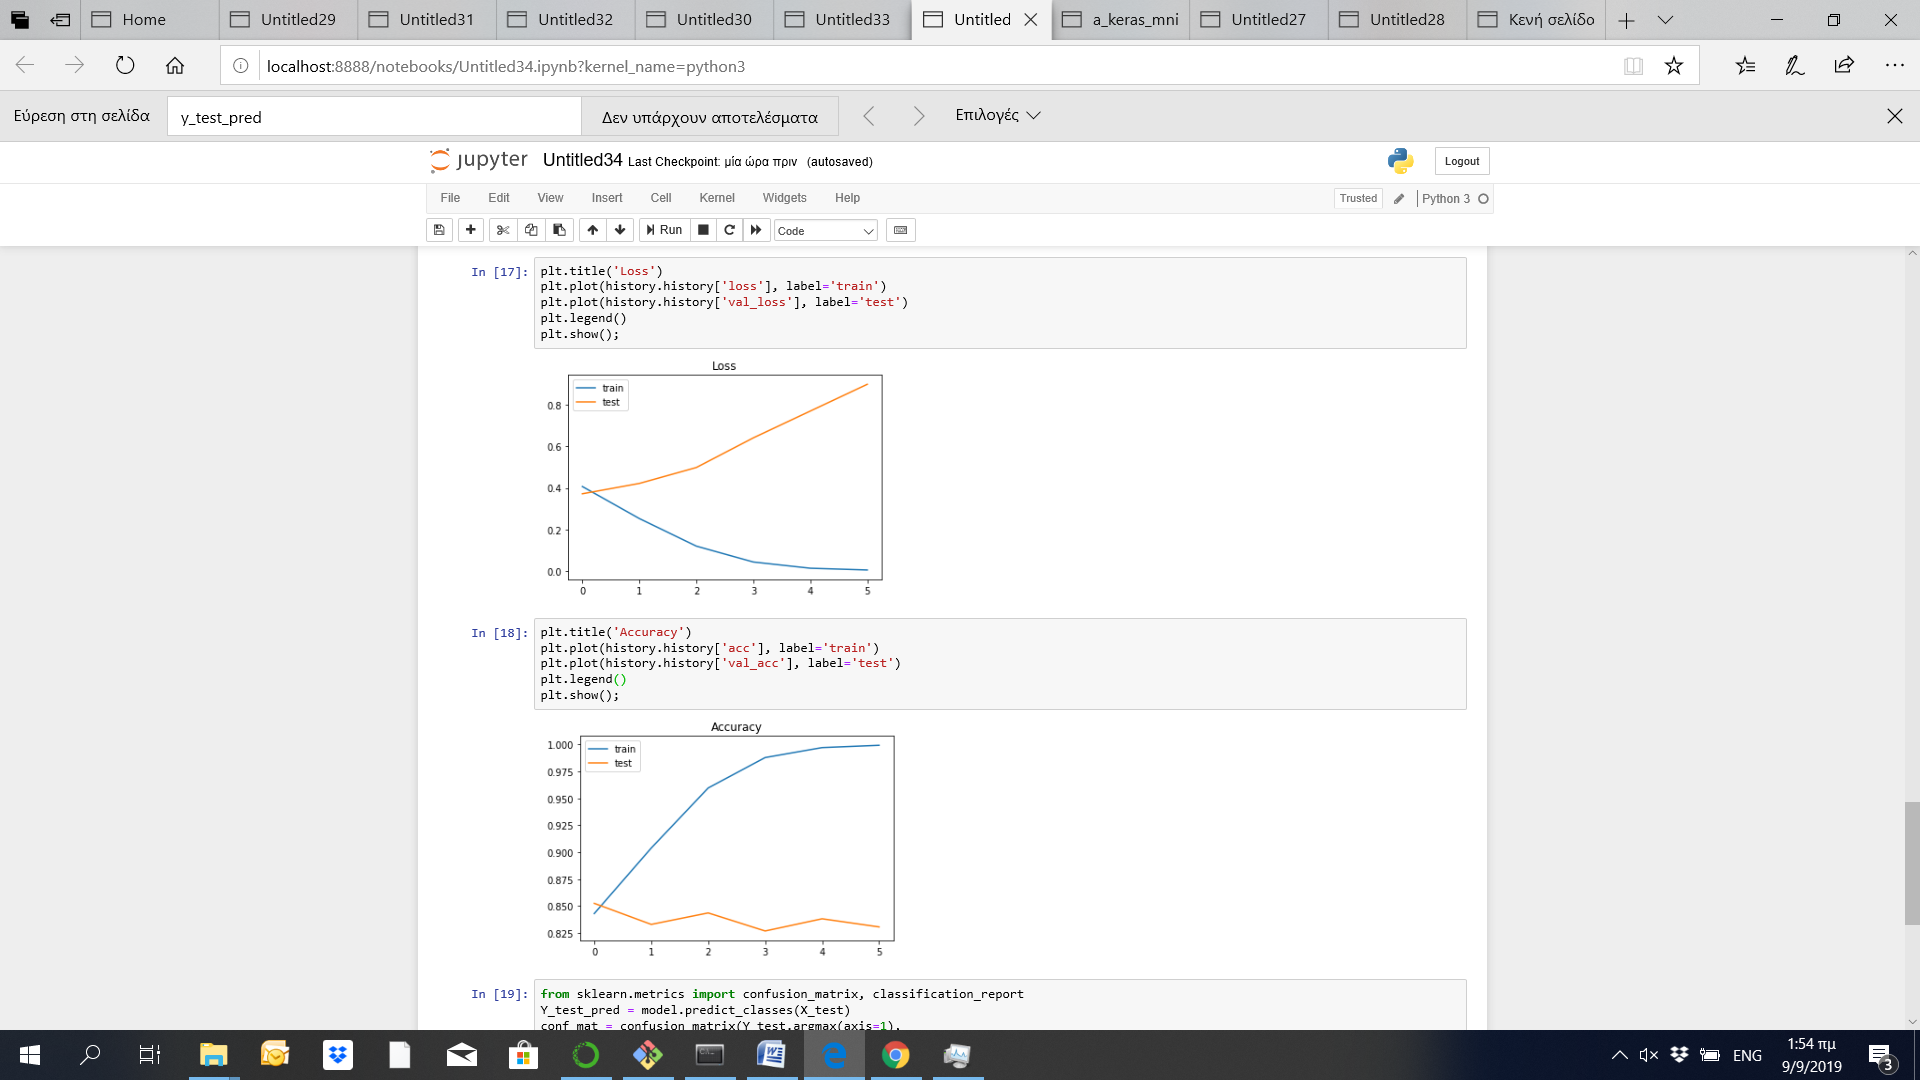 Home
Untitled29
Untitled31
Untitled32
Untitled30
Untitled33
Untitled
a_keras_mni
Untitled27
Untitled28
Κενή σελίδο
localhost:8888/notebooks/Untitled34.ipynb?kernel_name=python3
Εύρεση στη σελίδα
y_test_pred
Δεν υπάρχουν αποτελέσματα
Επιλογές
jupyter Untitled34 Last Checkpoint: μία ώρα πριν (autosaved)
Logout
File Edit View Insert Cell Kernel Widgets Help
Trusted
Python 3
Run
Code
In [17]:
plt.title('Loss')
plt.plot(history.history['loss'], label='train')
plt.plot(history.history['val_loss'], label='test')
plt.legend()
plt.show();
Loss
train
test
0.8
0.6
0.4
0.2
0.0
0 1 2 3 4 5
In [18]:
plt.title('Accuracy')
plt.plot(history.history['acc'], label='train')
plt.plot(history.history['val_acc'], label='test')
plt.legend()
plt.show();
Accuracy
train
test
1.000
0.975
0.950
0.925
0.900
0.875
0.850
0.825
0 1 2 3 4 5
In [19]:
from sklearn.metrics import confusion_matrix, classification_report
Y_test_pred = model.predict_classes(X_test)
conf_mat = confusion_matrix(Y_test.argmax(axis=1),
ENG
1:54 πμ
9/9/2019
3